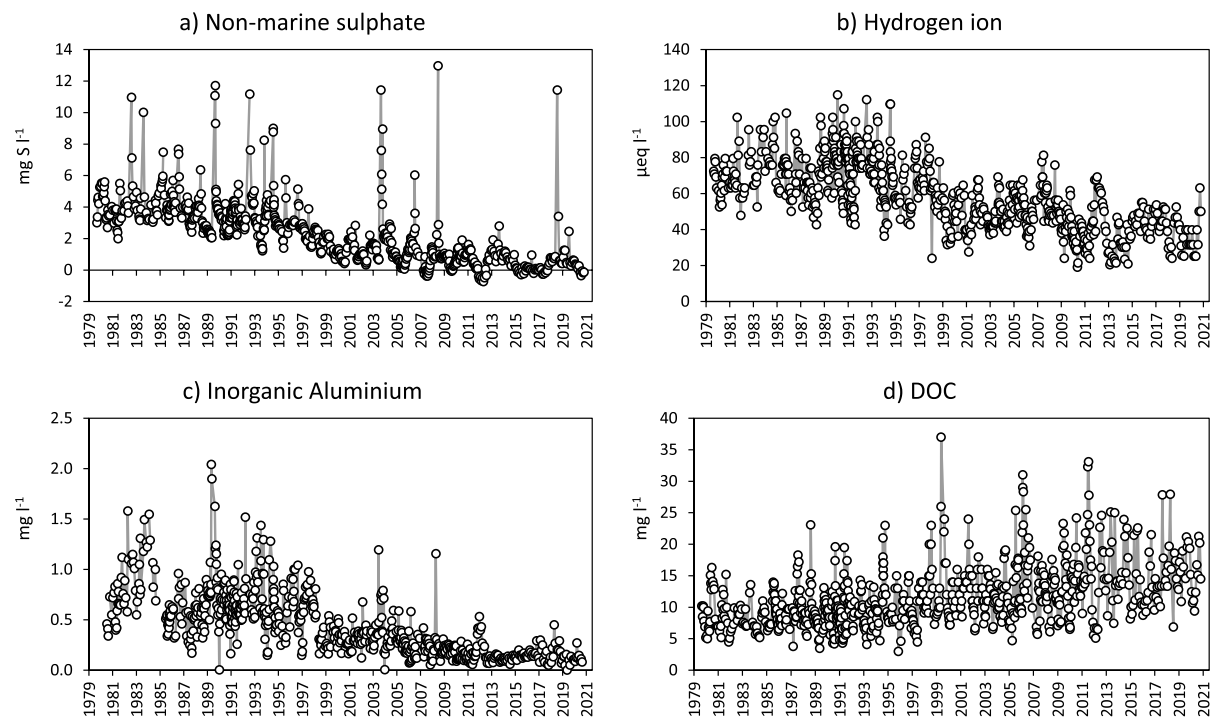 a) Non-marine sulphate
mg S l-1
14
12
10
8
6
4
2
0
-2
1979 1981 1983 1985 1987 1989 1991 1993 1995 1997 1999 2001 2003 2005 2007 2009 2011 2013 2015 2017 2019 2021
b) Hydrogen ion
µeq l-1
140
120
100
80
60
40
20
0
1979 1981 1983 1985 1987 1989 1991 1993 1995 1997 1999 2001 2003 2005 2007 2009 2011 2013 2015 2017 2019 2021
c) Inorganic Aluminium
mg l-1
2.5
2.0
1.5
1.0
0.5
0.0
1979 1981 1983 1985 1987 1989 1991 1993 1995 1997 1999 2001 2003 2005 2007 2009 2011 2013 2015 2017 2019 2021
d) DOC
mg l-1
40
35
30
25
20
15
10
5
0
1979 1981 1983 1985 1987 1989 1991 1993 1995 1997 1999 2001 2003 2005 2007 2009 2011 2013 2015 2017 2019 2021